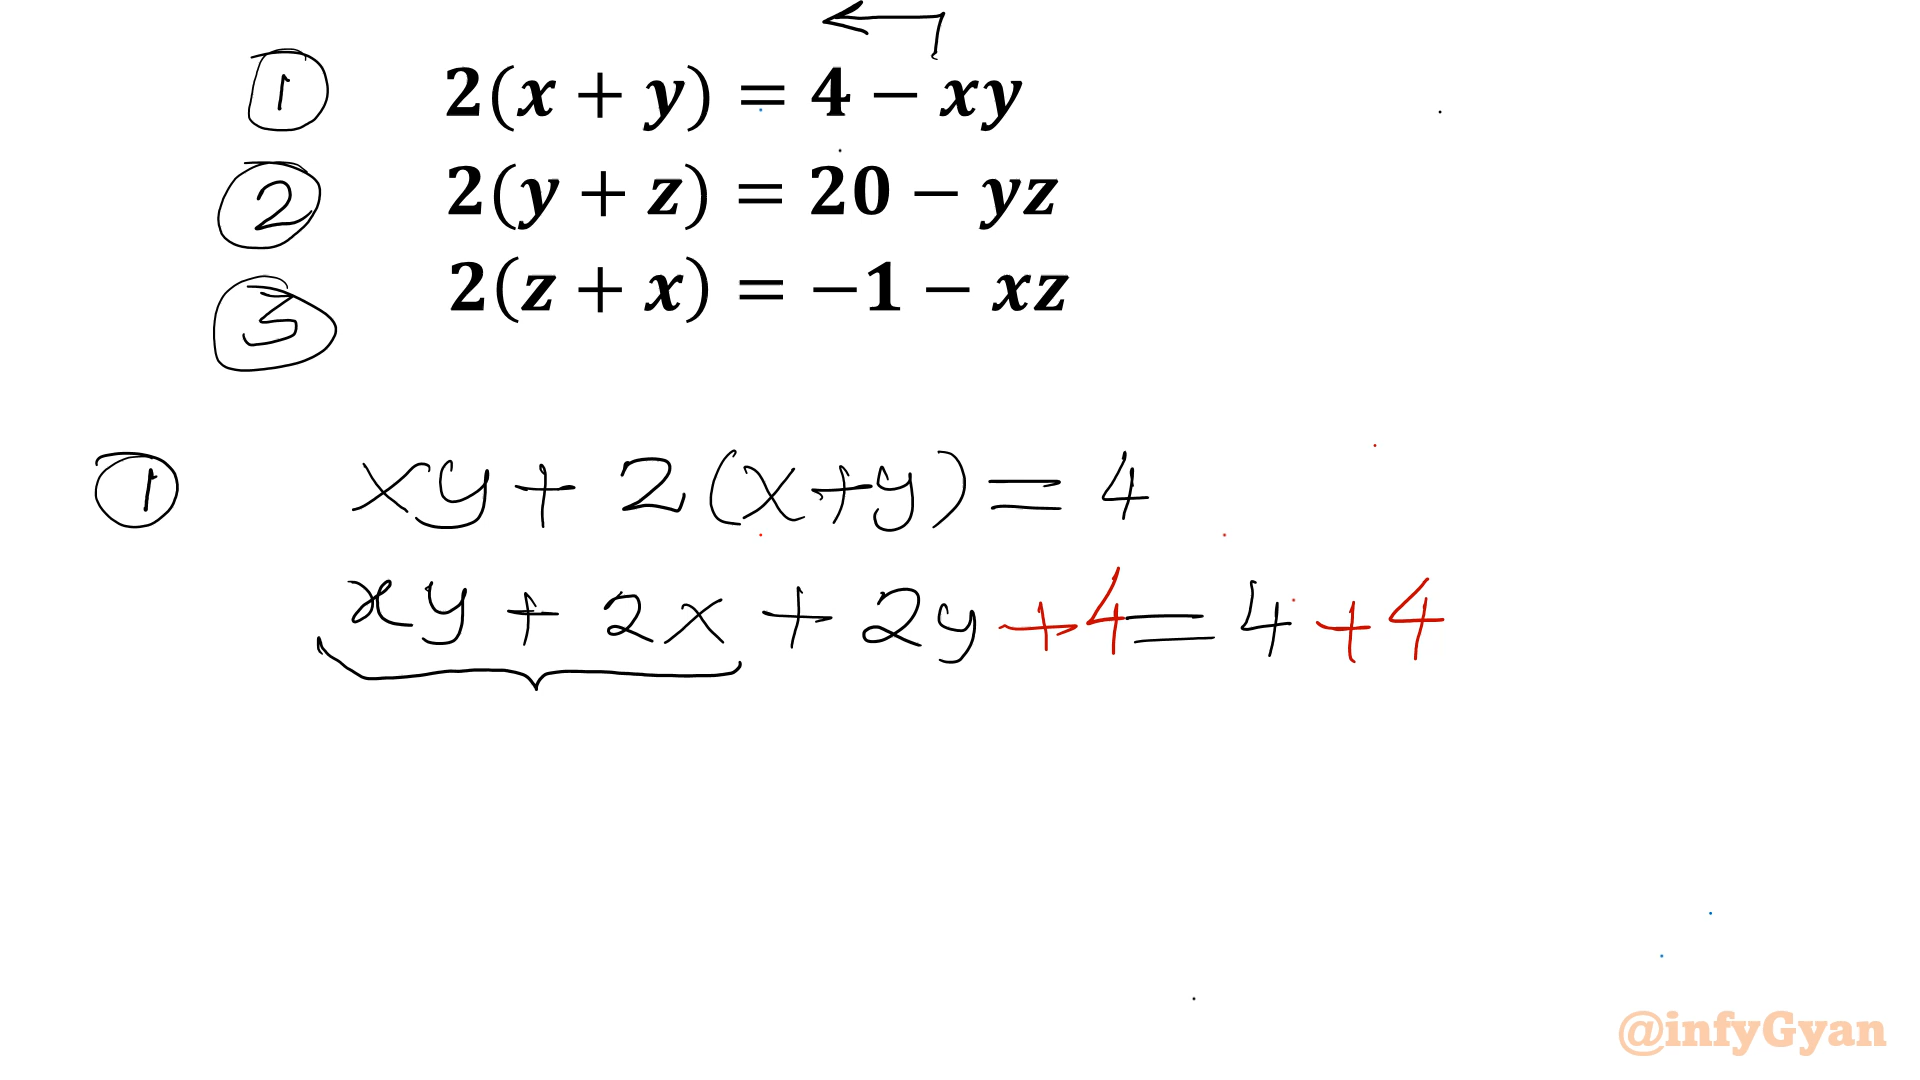 ① 2(x + y) = 4 − xy
② 2(y + z) = 20 − yz
③ 2(z + x) = −1 − xz
① xy + 2(x+y) = 4
xy + 2x + 2y +4 = 4 +4
@infyGyan